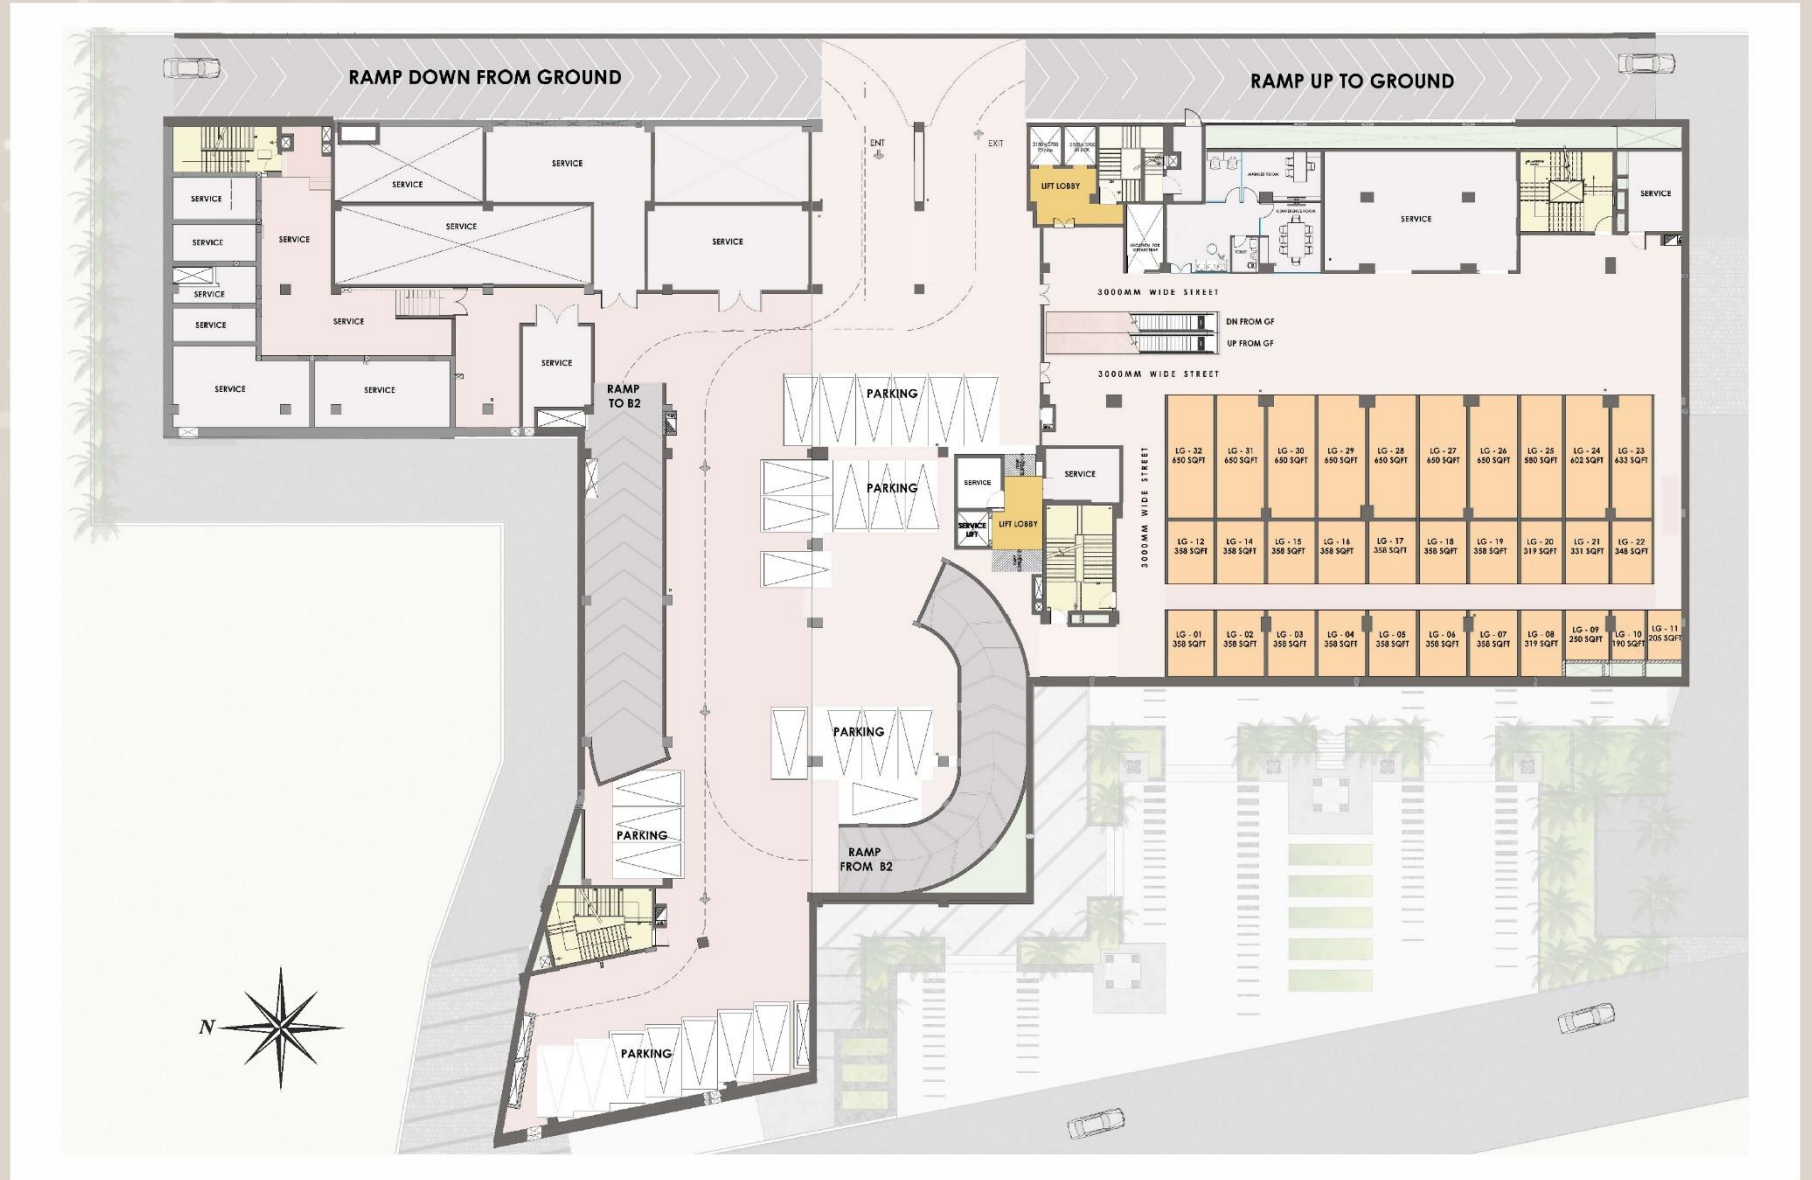 RAMP DOWN FROM GROUND
RAMP UP TO GROUND
ENT
EXIT
SERVICE
SERVICE
SERVICE
SERVICE
SERVICE
SERVICE
SERVICE
SERVICE
SERVICE
SERVICE
SERVICE
SERVICE
SERVICE
SERVICE
LIFT LOBBY
CONFERENCE ROOM
TOILET
SERVICE
SERVICE
3000MM WIDE STREET
DN FROM GF
UP FROM GF
3000MM WIDE STREET
RAMP
TO B2
PARKING
PARKING
SERVICE
SERVICE
LIFT
LIFT LOBBY
SERVICE
3000MM WIDE STREET
LG - 32
650 SQFT
LG - 31
650 SQFT
LG - 30
650 SQFT
LG - 29
650 SQFT
LG - 28
650 SQFT
LG - 27
650 SQFT
LG - 26
650 SQFT
LG - 25
580 SQFT
LG - 24
602 SQFT
LG - 23
633 SQFT
LG - 12
358 SQFT
LG - 14
358 SQFT
LG - 15
358 SQFT
LG - 16
358 SQFT
LG - 17
358 SQFT
LG - 18
358 SQFT
LG - 19
358 SQFT
LG - 20
319 SQFT
LG - 21
331 SQFT
LG - 22
348 SQFT
LG - 01
358 SQFT
LG - 02
358 SQFT
LG - 03
358 SQFT
LG - 04
358 SQFT
LG - 05
358 SQFT
LG - 06
358 SQFT
LG - 07
358 SQFT
LG - 08
319 SQFT
LG - 09
250 SQFT
LG - 10
190 SQFT
LG - 11
205 SQFT
PARKING
PARKING
RAMP
FROM B2
N
PARKING